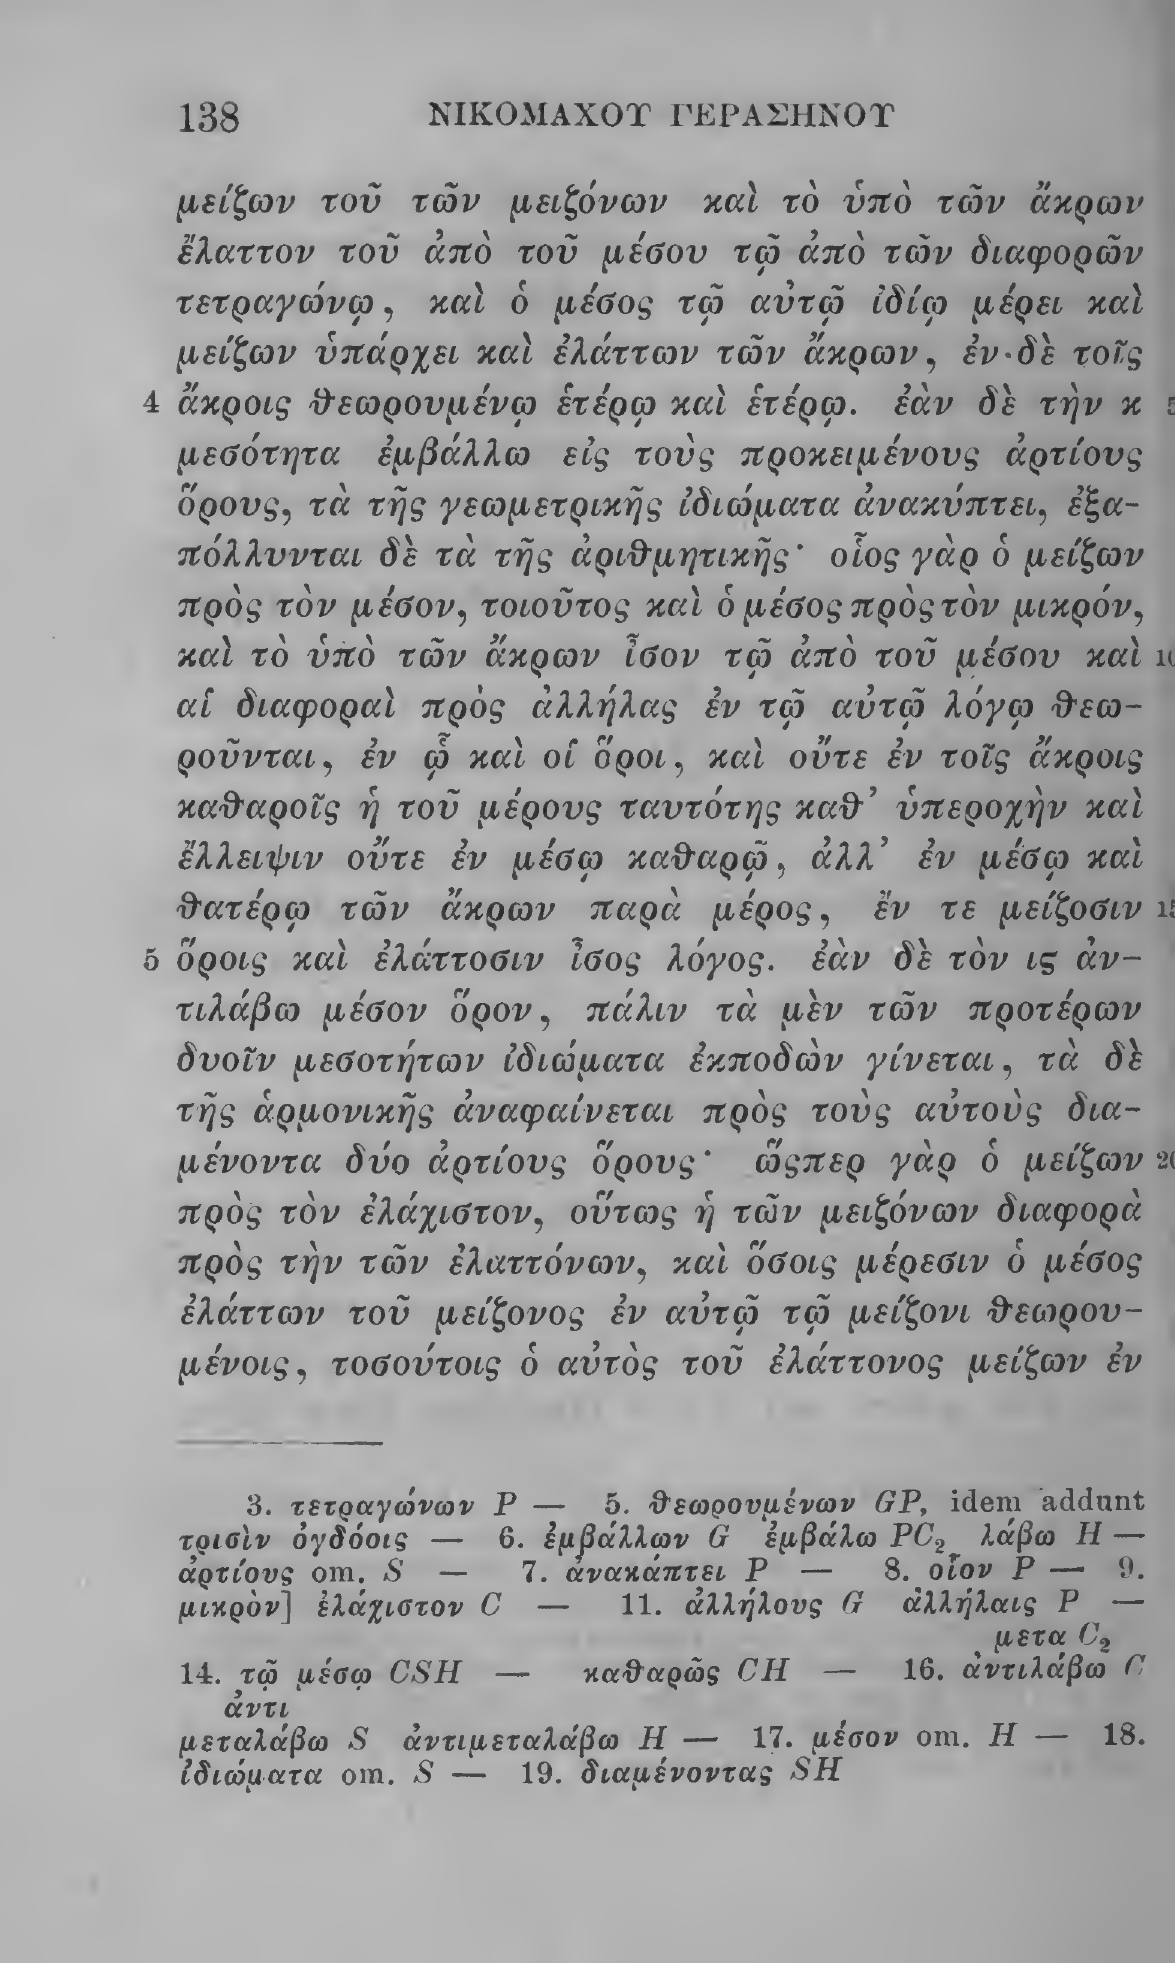 138 ΝΙΚΟΜΑΧΟΥ ΓΕΡΑΣΗΝΟΥ
μείζων τοῦ τῶν μειζόνων καὶ τὸ ὑπὸ τῶν ἄκρων
ἔλαττον τοῦ ἀπὸ τοῦ μέσου τῷ ἀπὸ τῶν διαφορῶν
τετραγώνῳ, καὶ ὁ μέσος τῷ αὐτῷ ἰδίῳ μέρει καὶ
μείζων ὑπάρχει καὶ ἐλάττων τῶν ἄκρων, ἐν δὲ τοῖς
4 ἄκροις θεωρουμένῳ ἑτέρῳ καὶ ἑτέρῳ. ἐὰν δὲ τὴν κ
μεσότητα ἐμβάλλω εἰς τοὺς προκειμένους ἀρτίους
ὅρους, τὰ τῆς γεωμετρικῆς ἰδιώματα ἀνακύπτει, ἐξα-
πόλλυνται δὲ τὰ τῆς ἀριθμητικῆς· οἷος γὰρ ὁ μείζων
πρὸς τὸν μέσον, τοιοῦτος καὶ ὁ μέσος πρὸς τὸν μικρόν,
καὶ τὸ ὑπὸ τῶν ἄκρων ἴσον τῷ ἀπὸ τοῦ μέσου καὶ
αἱ διαφοραὶ πρὸς ἀλλήλας ἐν τῷ αὐτῷ λόγῳ θεω-
ροῦνται, ἐν ᾧ καὶ οἱ ὅροι, καὶ οὔτε ἐν τοῖς ἄκροις
καθαροῖς ἡ τοῦ μέρους ταυτότης καθ’ ὑπεροχὴν καὶ
ἔλλειψιν οὔτε ἐν μέσῳ καθαρῷ, ἀλλ’ ἐν μέσῳ καὶ
θατέρῳ τῶν ἄκρων παρὰ μέρος, ἔν τε μείζοσιν
5 ὅροις καὶ ἐλάττοσιν ἴσος λόγος. ἐὰν δὲ τὸν ις ἀν-
τιλάβω μέσον ὅρον, πάλιν τὰ μὲν τῶν προτέρων
δυοῖν μεσοτήτων ἰδιώματα ἐκποδὼν γίνεται, τὰ δὲ
τῆς ἁρμονικῆς ἀναφαίνεται πρὸς τοὺς αὐτοὺς δια-
μένοντα δύο ἀρτίους ὅρους· ὥςπερ γὰρ ὁ μείζων
πρὸς τὸν ἐλάχιστον, οὕτως ἡ τῶν μειζόνων διαφορὰ
πρὸς τὴν τῶν ἐλαττόνων, καὶ ὅσοις μέρεσιν ὁ μέσος
ἐλάττων τοῦ μείζονος ἐν αὐτῷ τῷ μείζονι θεωρου-
μένοις, τοσούτοις ὁ αὐτὸς τοῦ ἐλάττονος μείζων ἐν
3. τετραγώνων P — 5. θεωρουμένων GP, idem addunt
τρισὶν ὀγδόοις — 6. ἐμβάλλων G ἐμβάλω PC₂ λάβω H —
ἀρτίους om. S — 7. ἀνακάπτει P — 8. οἷον P — 9.
μικρὸν] ἐλάχιστον C — 11. ἀλλήλους G ἀλλήλαις P —
μετα C₂
14. τῷ μέσῳ CSH — καθαρῶς CH — 16. ἀντιλάβω C
ἀντι
μεταλάβω S ἀντιμεταλάβω H — 17. μέσον om. H — 18.
ἰδιώματα om. S — 19. διαμένοντας SH